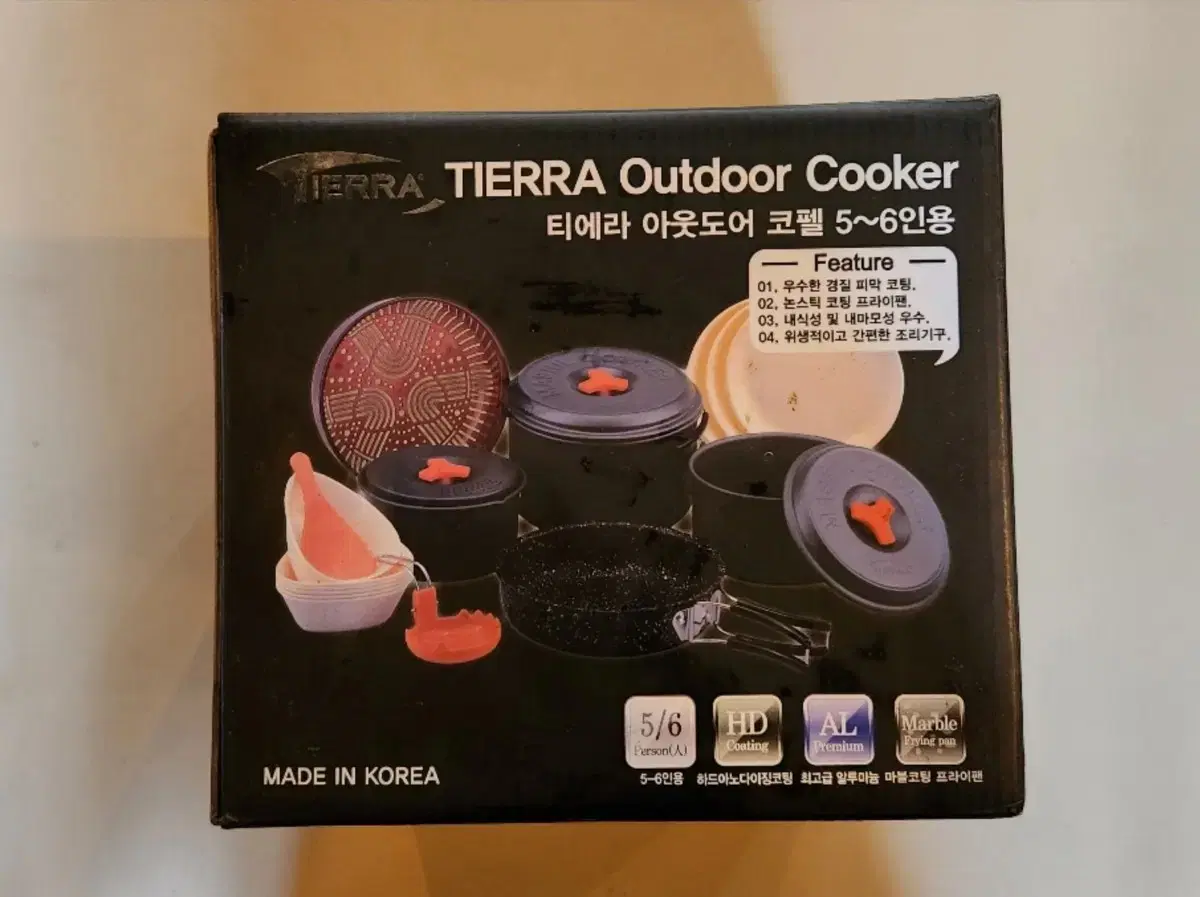 TIERRA
TIERRA Outdoor Cooker
티에라 아웃도어 코펠 5~6인용
Feature
01, 우수한 경질 피막 코팅.
02, 논스틱 코팅 프라이팬.
03, 내식성 및 내마모성 우수.
04. 위생적이고 간편한 조리기구.
5/6 Person(人)
HD Coating
AL Premium
Marble Frying pan
5-6인용 하드아노다이징코팅 최고급 알루미늄 마블코팅 프라이팬
MADE IN KOREA